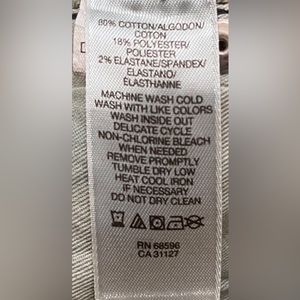 80% COTTON/ALGODON/
COTON
18% POLYESTER/
POLIESTER
2% ELASTANE/SPANDEX/
ELASTANO/
ÉLASTHANNE
MACHINE WASH COLD
WASH WITH LIKE COLORS
WASH INSIDE OUT
DELICATE CYCLE
NON-CHLORINE BLEACH
WHEN NEEDED
REMOVE PROMPTLY
TUMBLE DRY LOW
HEAT COOL IRON
IF NECESSARY
DO NOT DRY CLEAN
RN 68596
CA 31127